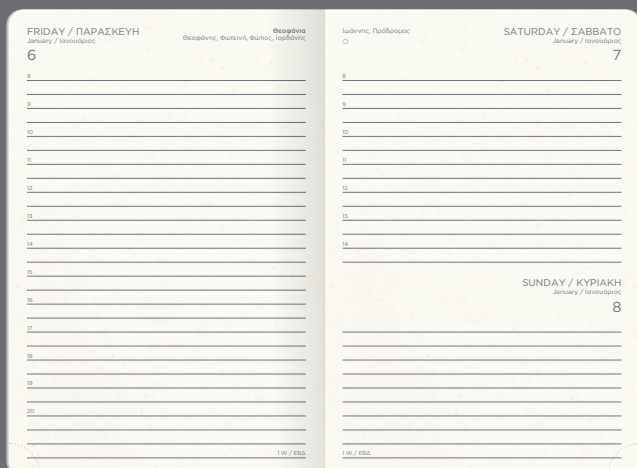 FRIDAY / ΠΑΡΑΣΚΕΥΗ
January / Ιανουάριος
6
Θεοφάνια
Θεοφάνης, Φωτεινή, Φώτιος, Ιορδάνης
8
9
10
11
12
13
14
15
16
17
18
19
20
1 W / ΕΒΔ
Ιωάννης, Πρόδρομος
SATURDAY / ΣΑΒΒΑΤΟ
January / Ιανουάριος
7
8
9
10
11
12
13
14
SUNDAY / ΚΥΡΙΑΚΗ
January / Ιανουάριος
8
1 W / ΕΒΔ